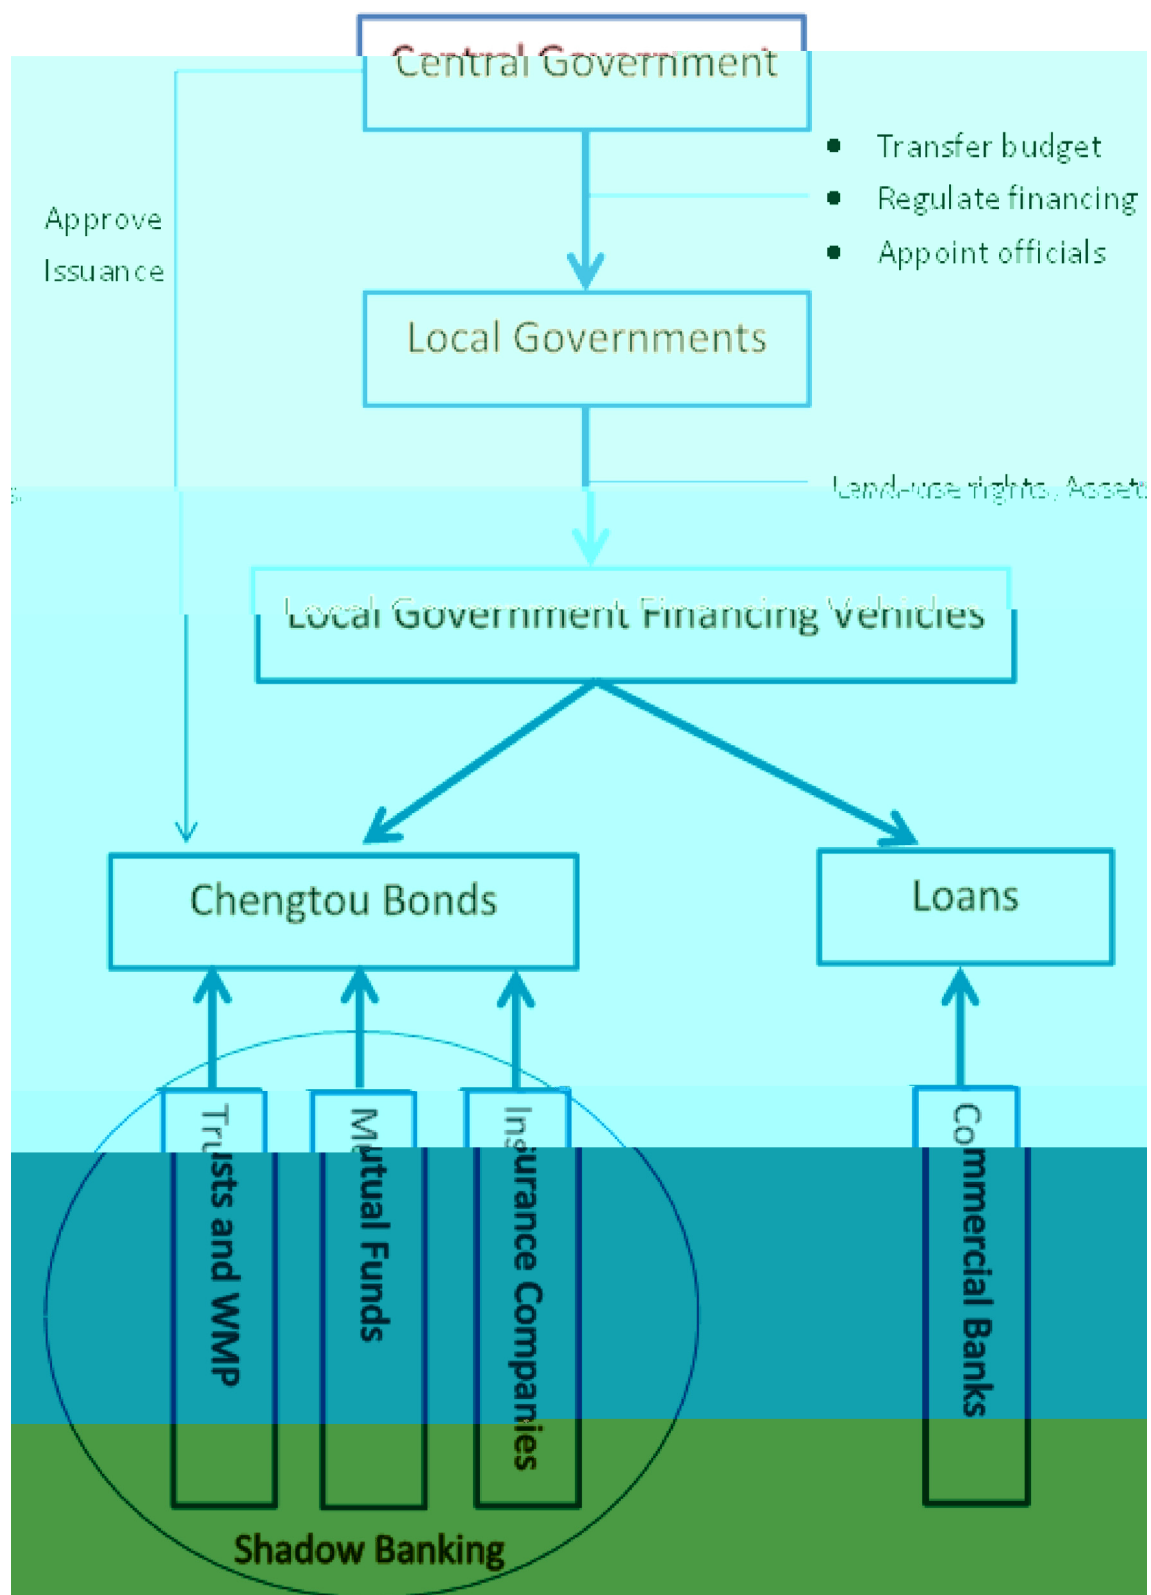 Central Government
Transfer budget
Approve
Regulate financing
Issuance
Appoint officials
Local Governments
Land-use rights, Assets
Local Government Financing Vehicles
Chengtou Bonds
Loans
Trusts and WMP
Mutual Funds
Insurance Companies
Commercial Banks
Shadow Banking